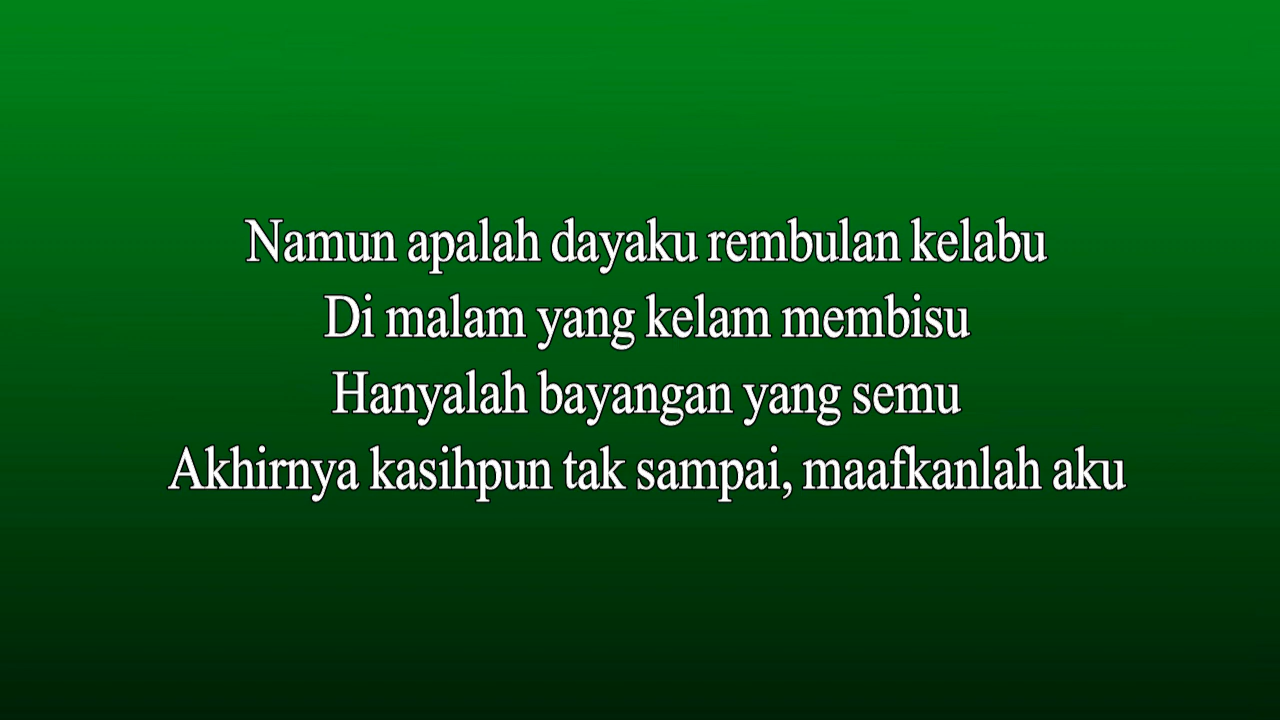 Namun apalah dayaku rembulan kelabu
Di malam yang kelam membisu
Hanyalah bayangan yang semu
Akhirnya kasihpun tak sampai, maafkanlah aku